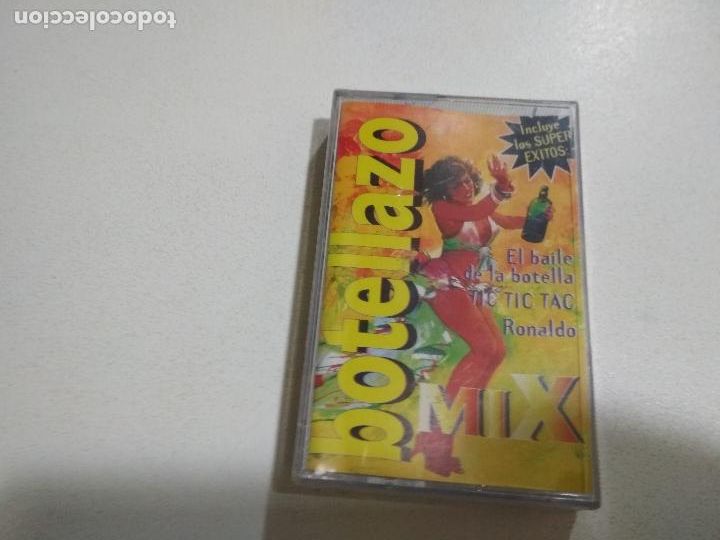 todocoleccion
botellazo
Incluye
los SUPER
EXITOS
El baile
de la botella
TIC TIC TAC
Ronaldo
MIX